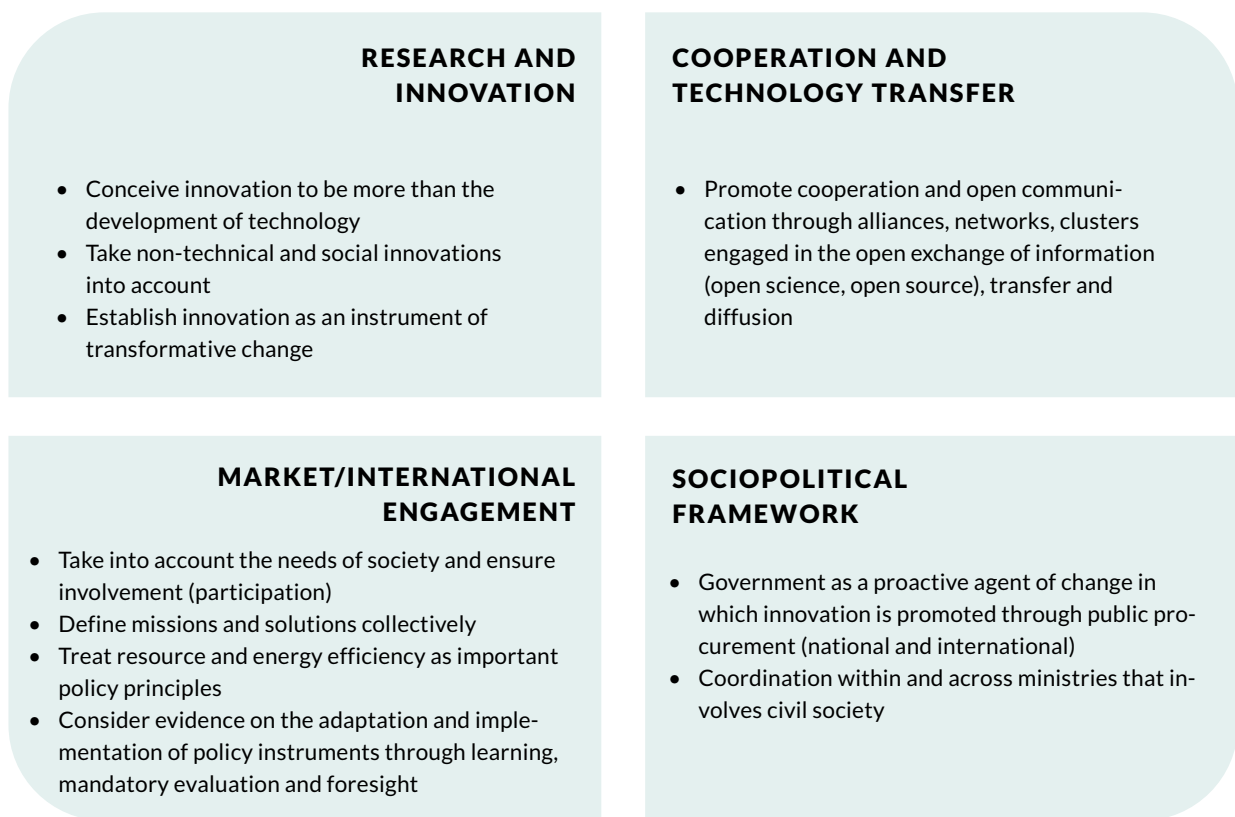 RESEARCH AND
INNOVATION
• Conceive innovation to be more than the
development of technology
• Take non-technical and social innovations
into account
• Establish innovation as an instrument of
transformative change
COOPERATION AND
TECHNOLOGY TRANSFER
• Promote cooperation and open communi-
cation through alliances, networks, clusters
engaged in the open exchange of information
(open science, open source), transfer and
diffusion
MARKET/INTERNATIONAL
ENGAGEMENT
• Take into account the needs of society and ensure
involvement (participation)
• Define missions and solutions collectively
• Treat resource and energy efficiency as important
policy principles
• Consider evidence on the adaptation and imple-
mentation of policy instruments through learning,
mandatory evaluation and foresight
SOCIOPOLITICAL
FRAMEWORK
• Government as a proactive agent of change in
which innovation is promoted through public pro-
curement (national and international)
• Coordination within and across ministries that in-
volves civil society